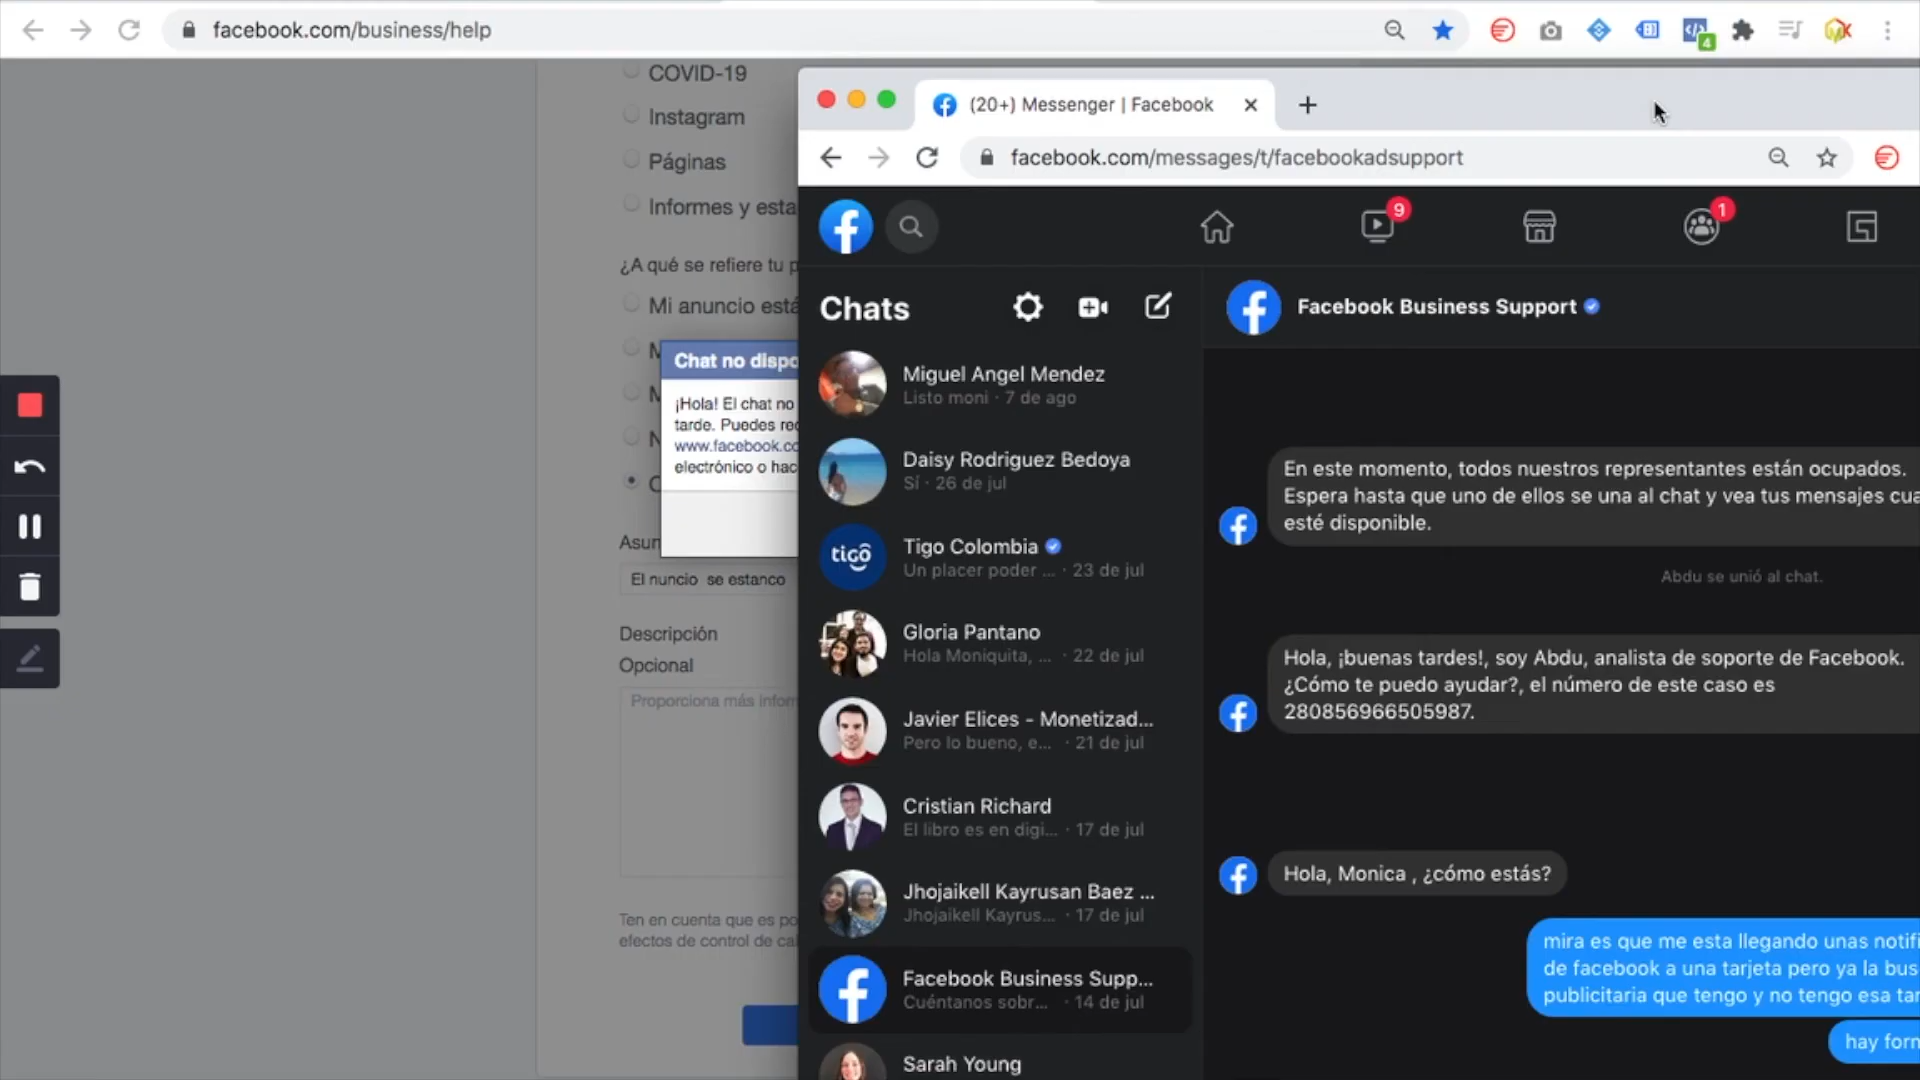 facebook.com/business/help
4
COVID-19
Instagram
Páginas
Informes y esta
¿A qué se refiere tu p
Mi anuncio está
Chat no dispo
¡Hola! El chat no
tarde. Puedes rec
www.facebook.co
electrónico o hac
El nuncio se estanco
Descripción
Opcional
Proporciona más inform
Ten en cuenta que es po
efectos de control de cal
(20+) Messenger | Facebook
facebook.com/messages/t/facebookadsupport
9
1
Chats
Miguel Angel Mendez
Listo moni · 7 de ago
Daisy Rodriguez Bedoya
Sí · 26 de jul
tigo
Tigo Colombia
Un placer poder ... · 23 de jul
Gloria Pantano
Hola Moniquita, ... · 22 de jul
Javier Elices - Monetizad...
Pero lo bueno, e... · 21 de jul
Cristian Richard
El libro es en digi... · 17 de jul
Jhojaikell Kayrusan Baez ...
Jhojaikell Kayrus... · 17 de jul
Facebook Business Supp...
Cuéntanos sobr... · 14 de jul
Sarah Young
Facebook Business Support
En este momento, todos nuestros representantes están ocupados.
Espera hasta que uno de ellos se una al chat y vea tus mensajes cua
esté disponible.
Abdu se unió al chat.
Hola, ¡buenas tardes!, soy Abdu, analista de soporte de Facebook.
¿Cómo te puedo ayudar?, el número de este caso es
280856966505987.
Hola, Monica , ¿cómo estás?
mira es que me esta llegando unas notifi
de facebook a una tarjeta pero ya la bus
publicitaria que tengo y no tengo esa tar
hay forn